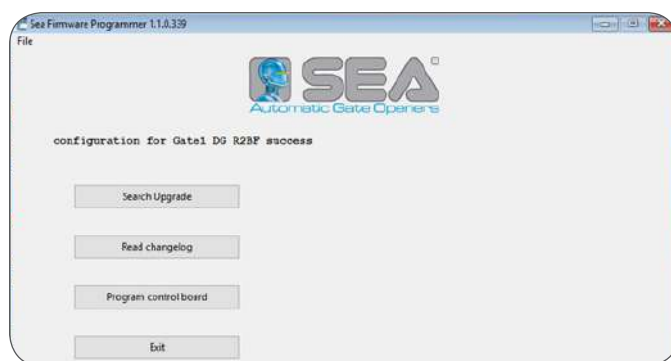 Sea Firmware Programmer 1.1.0.339
File
SEA
Automatic Gate Openers
configuration for Gate1 DG R2BF success
Search Upgrade
Read changelog
Program control board
Exit